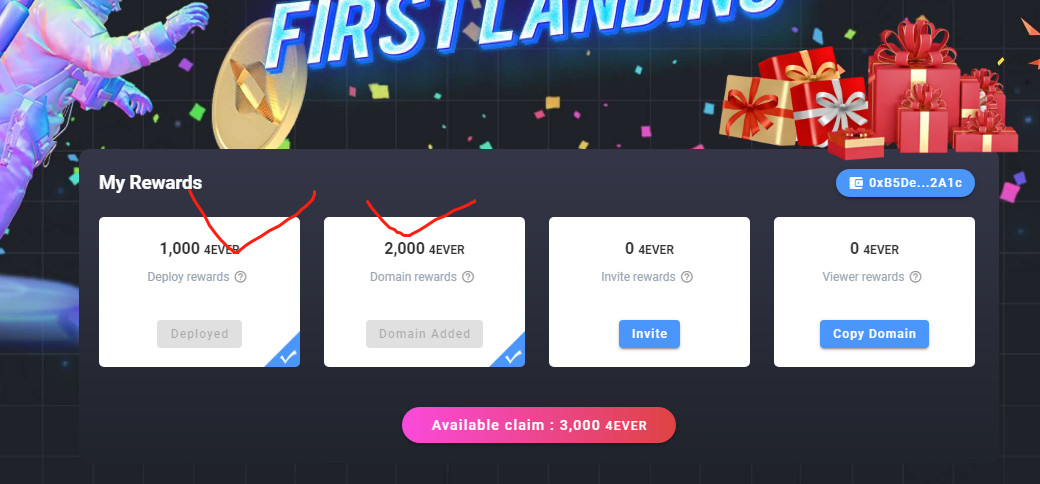 FIRST LANDING
My Rewards
0xB5De...2A1c
1,000 4EVER
Deploy rewards ?
Deployed
2,000 4EVER
Domain rewards ?
Domain Added
0 4EVER
Invite rewards ?
Invite
0 4EVER
Viewer rewards ?
Copy Domain
Available claim : 3,000 4EVER